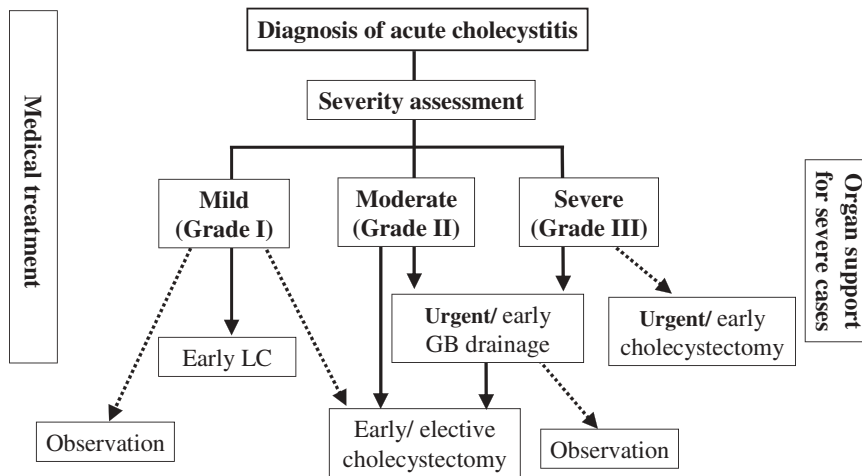 Diagnosis of acute cholecystitis
Severity assessment
Medical treatment
Organ support
for severe cases
Mild
(Grade I)
Moderate
(Grade II)
Severe
(Grade III)
Urgent/ early
GB drainage
Urgent/ early
cholecystectomy
Early LC
Observation
Early/ elective
cholecystectomy
Observation